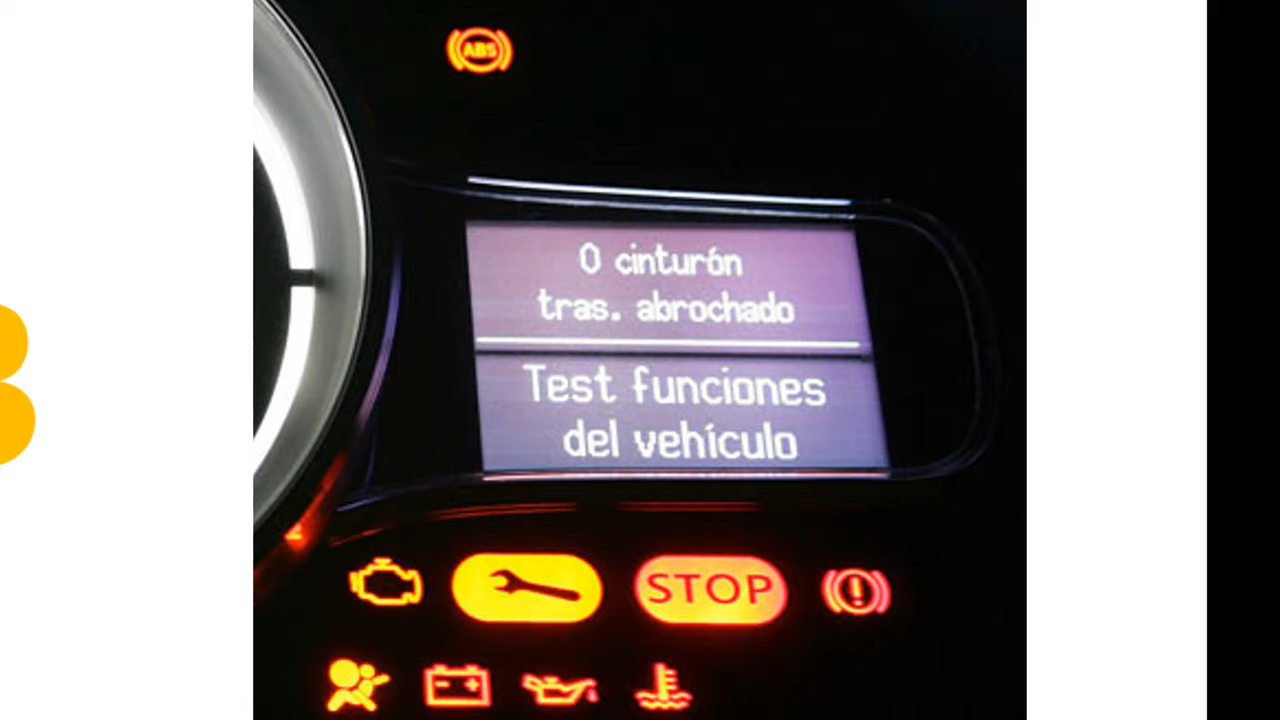 ABS
0 cinturón
tras. abrochado
Test funciones
del vehículo
STOP